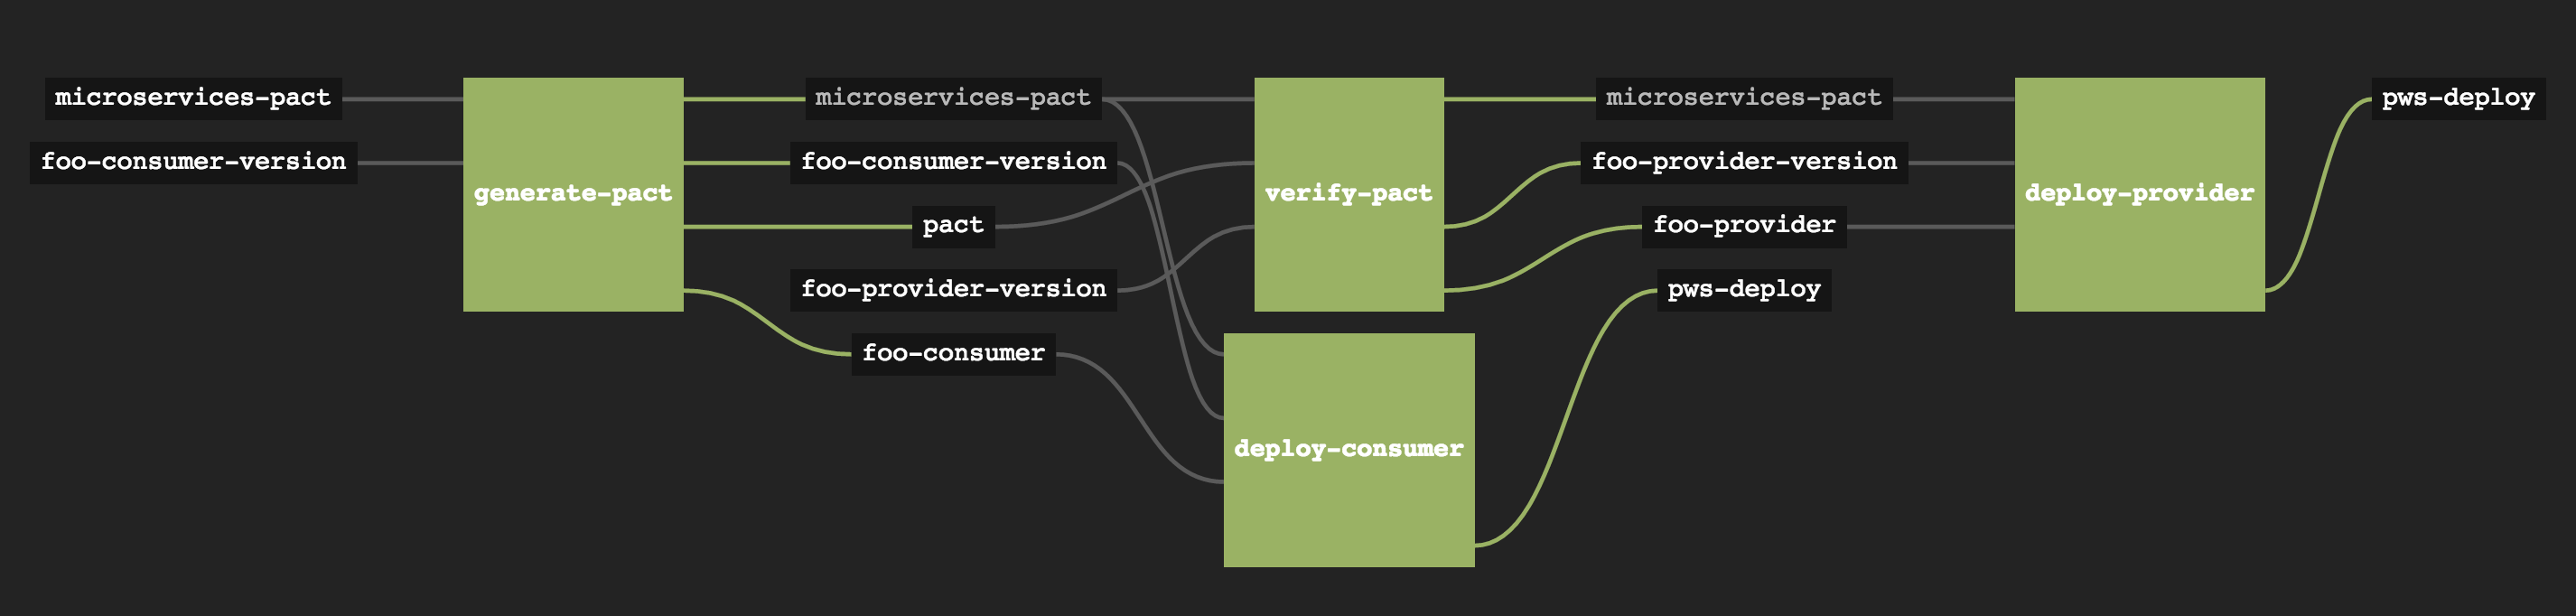 microservices-pact
foo-consumer-version
generate-pact
microservices-pact
foo-consumer-version
pact
foo-provider-version
foo-consumer
verify-pact
deploy-consumer
microservices-pact
foo-provider-version
foo-provider
pws-deploy
deploy-provider
pws-deploy